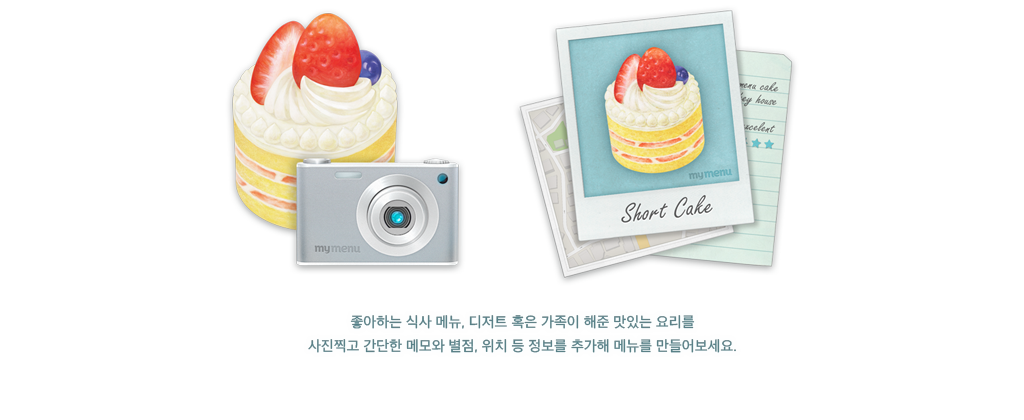 mymenu
mymenu
Short Cake
menu cake
house
excelent
좋아하는 식사 메뉴, 디저트 혹은 가족이 해준 맛있는 요리를
사진찍고 간단한 메모와 별점, 위치 등 정보를 추가해 메뉴를 만들어보세요.